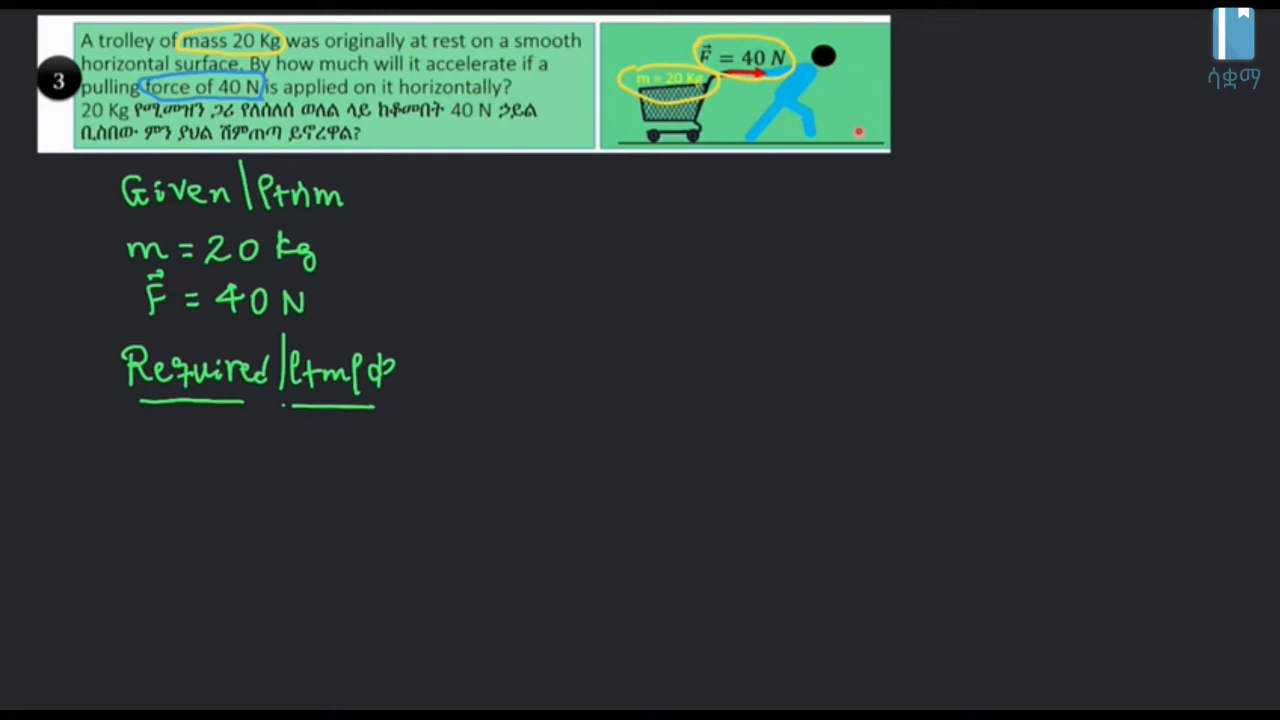 3
A trolley of mass 20 Kg was originally at rest on a smooth
horizontal surface. By how much will it accelerate if a
pulling force of 40 N is applied on it horizontally?
20 Kg የሚመዝን ጋሪ የለሰለሰ ወለል ላይ ከቆመበት 40 N ኃይል
ቢስበው ምን ያህል ሽምጠጣ ይኖረዋል?
F⃗ = 40 N
m = 20 Kg
ሰቋማ
Given/የተሰጠ
m = 20 kg
F⃗ = 40 N
Required/የተጠየቀ